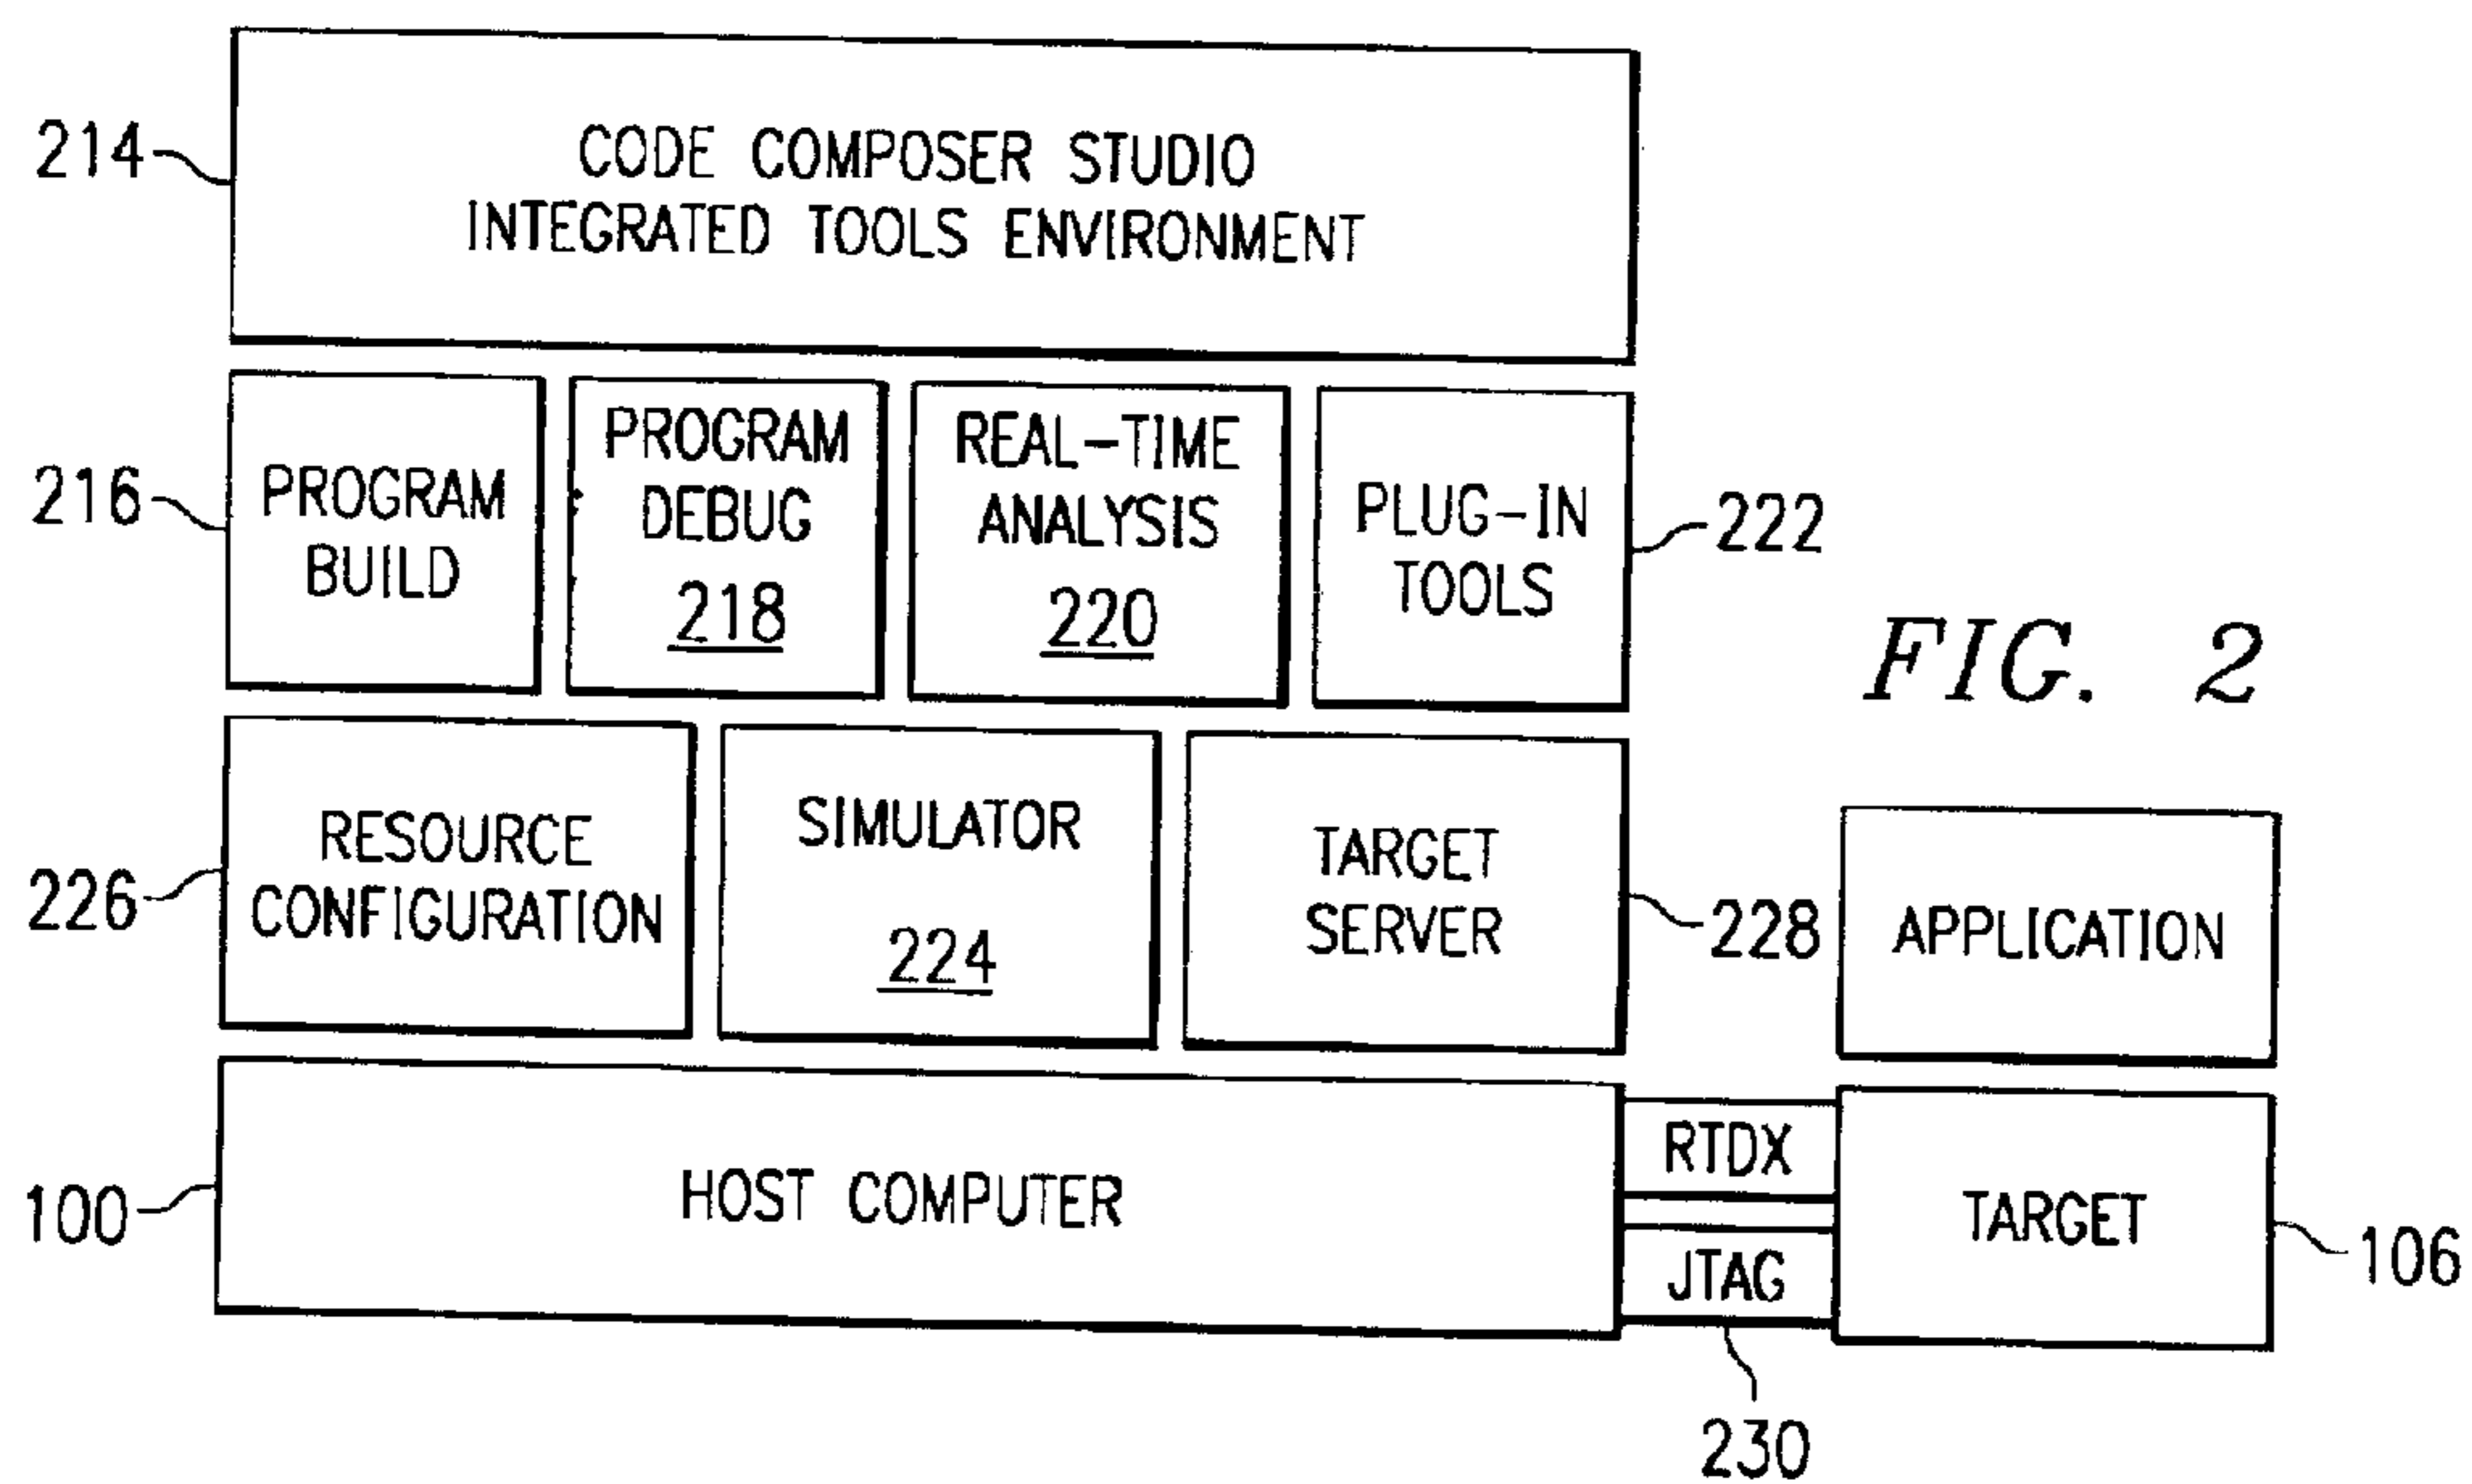 214
CODE COMPOSER STUDIO
INTEGRATED TOOLS ENVIRONMENT
216
PROGRAM
BUILD
PROGRAM
DEBUG
218
REAL-TIME
ANALYSIS
220
PLUG-IN
TOOLS
222
FIG. 2
226
RESOURCE
CONFIGURATION
SIMULATOR
224
TARGET
SERVER
228
APPLICATION
100
HOST COMPUTER
RTDX
JTAG
TARGET
106
230